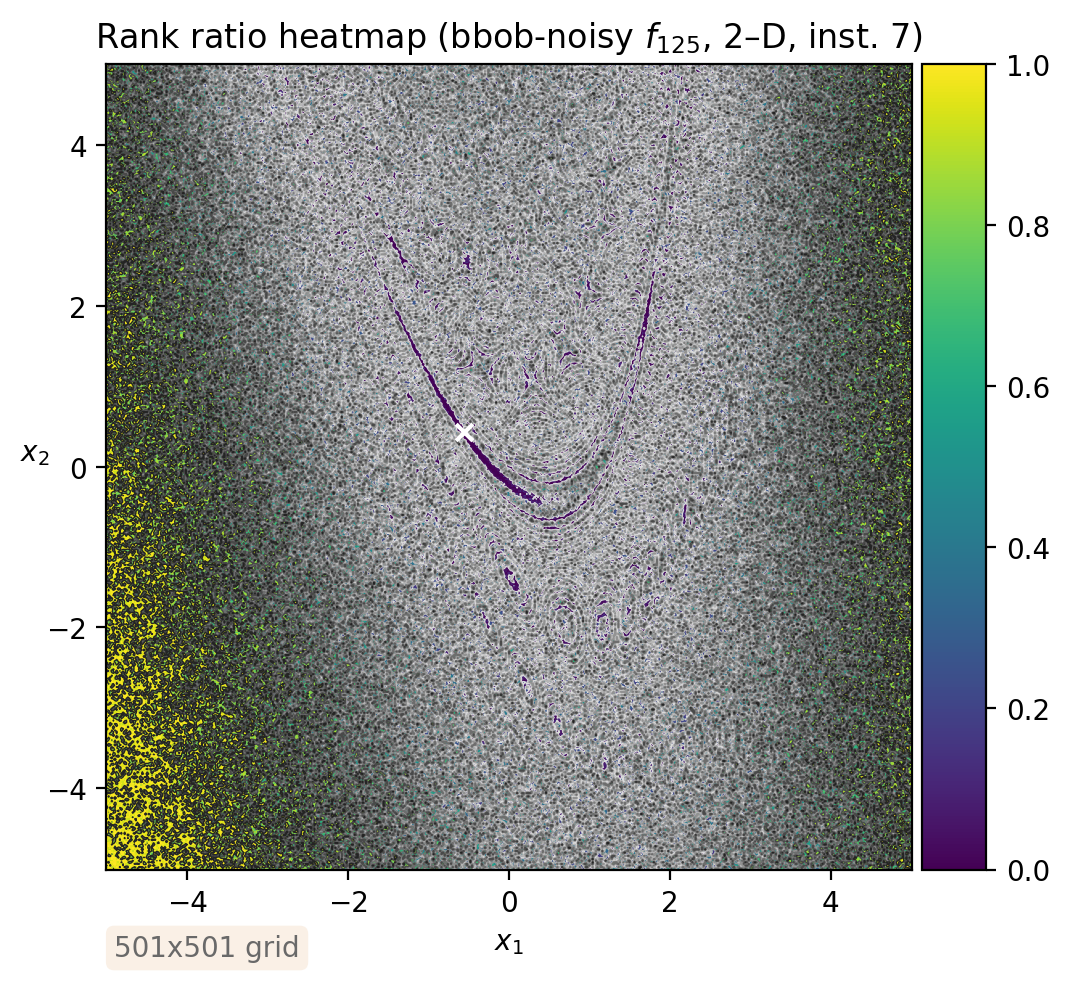 Rank ratio heatmap (bbob-noisy f₁₂₅, 2–D, inst. 7)
1.0
0.8
0.6
0.4
0.2
0.0
4
2
0
−2
−4
x₂
−4 −2 0 2 4
x₁
501x501 grid